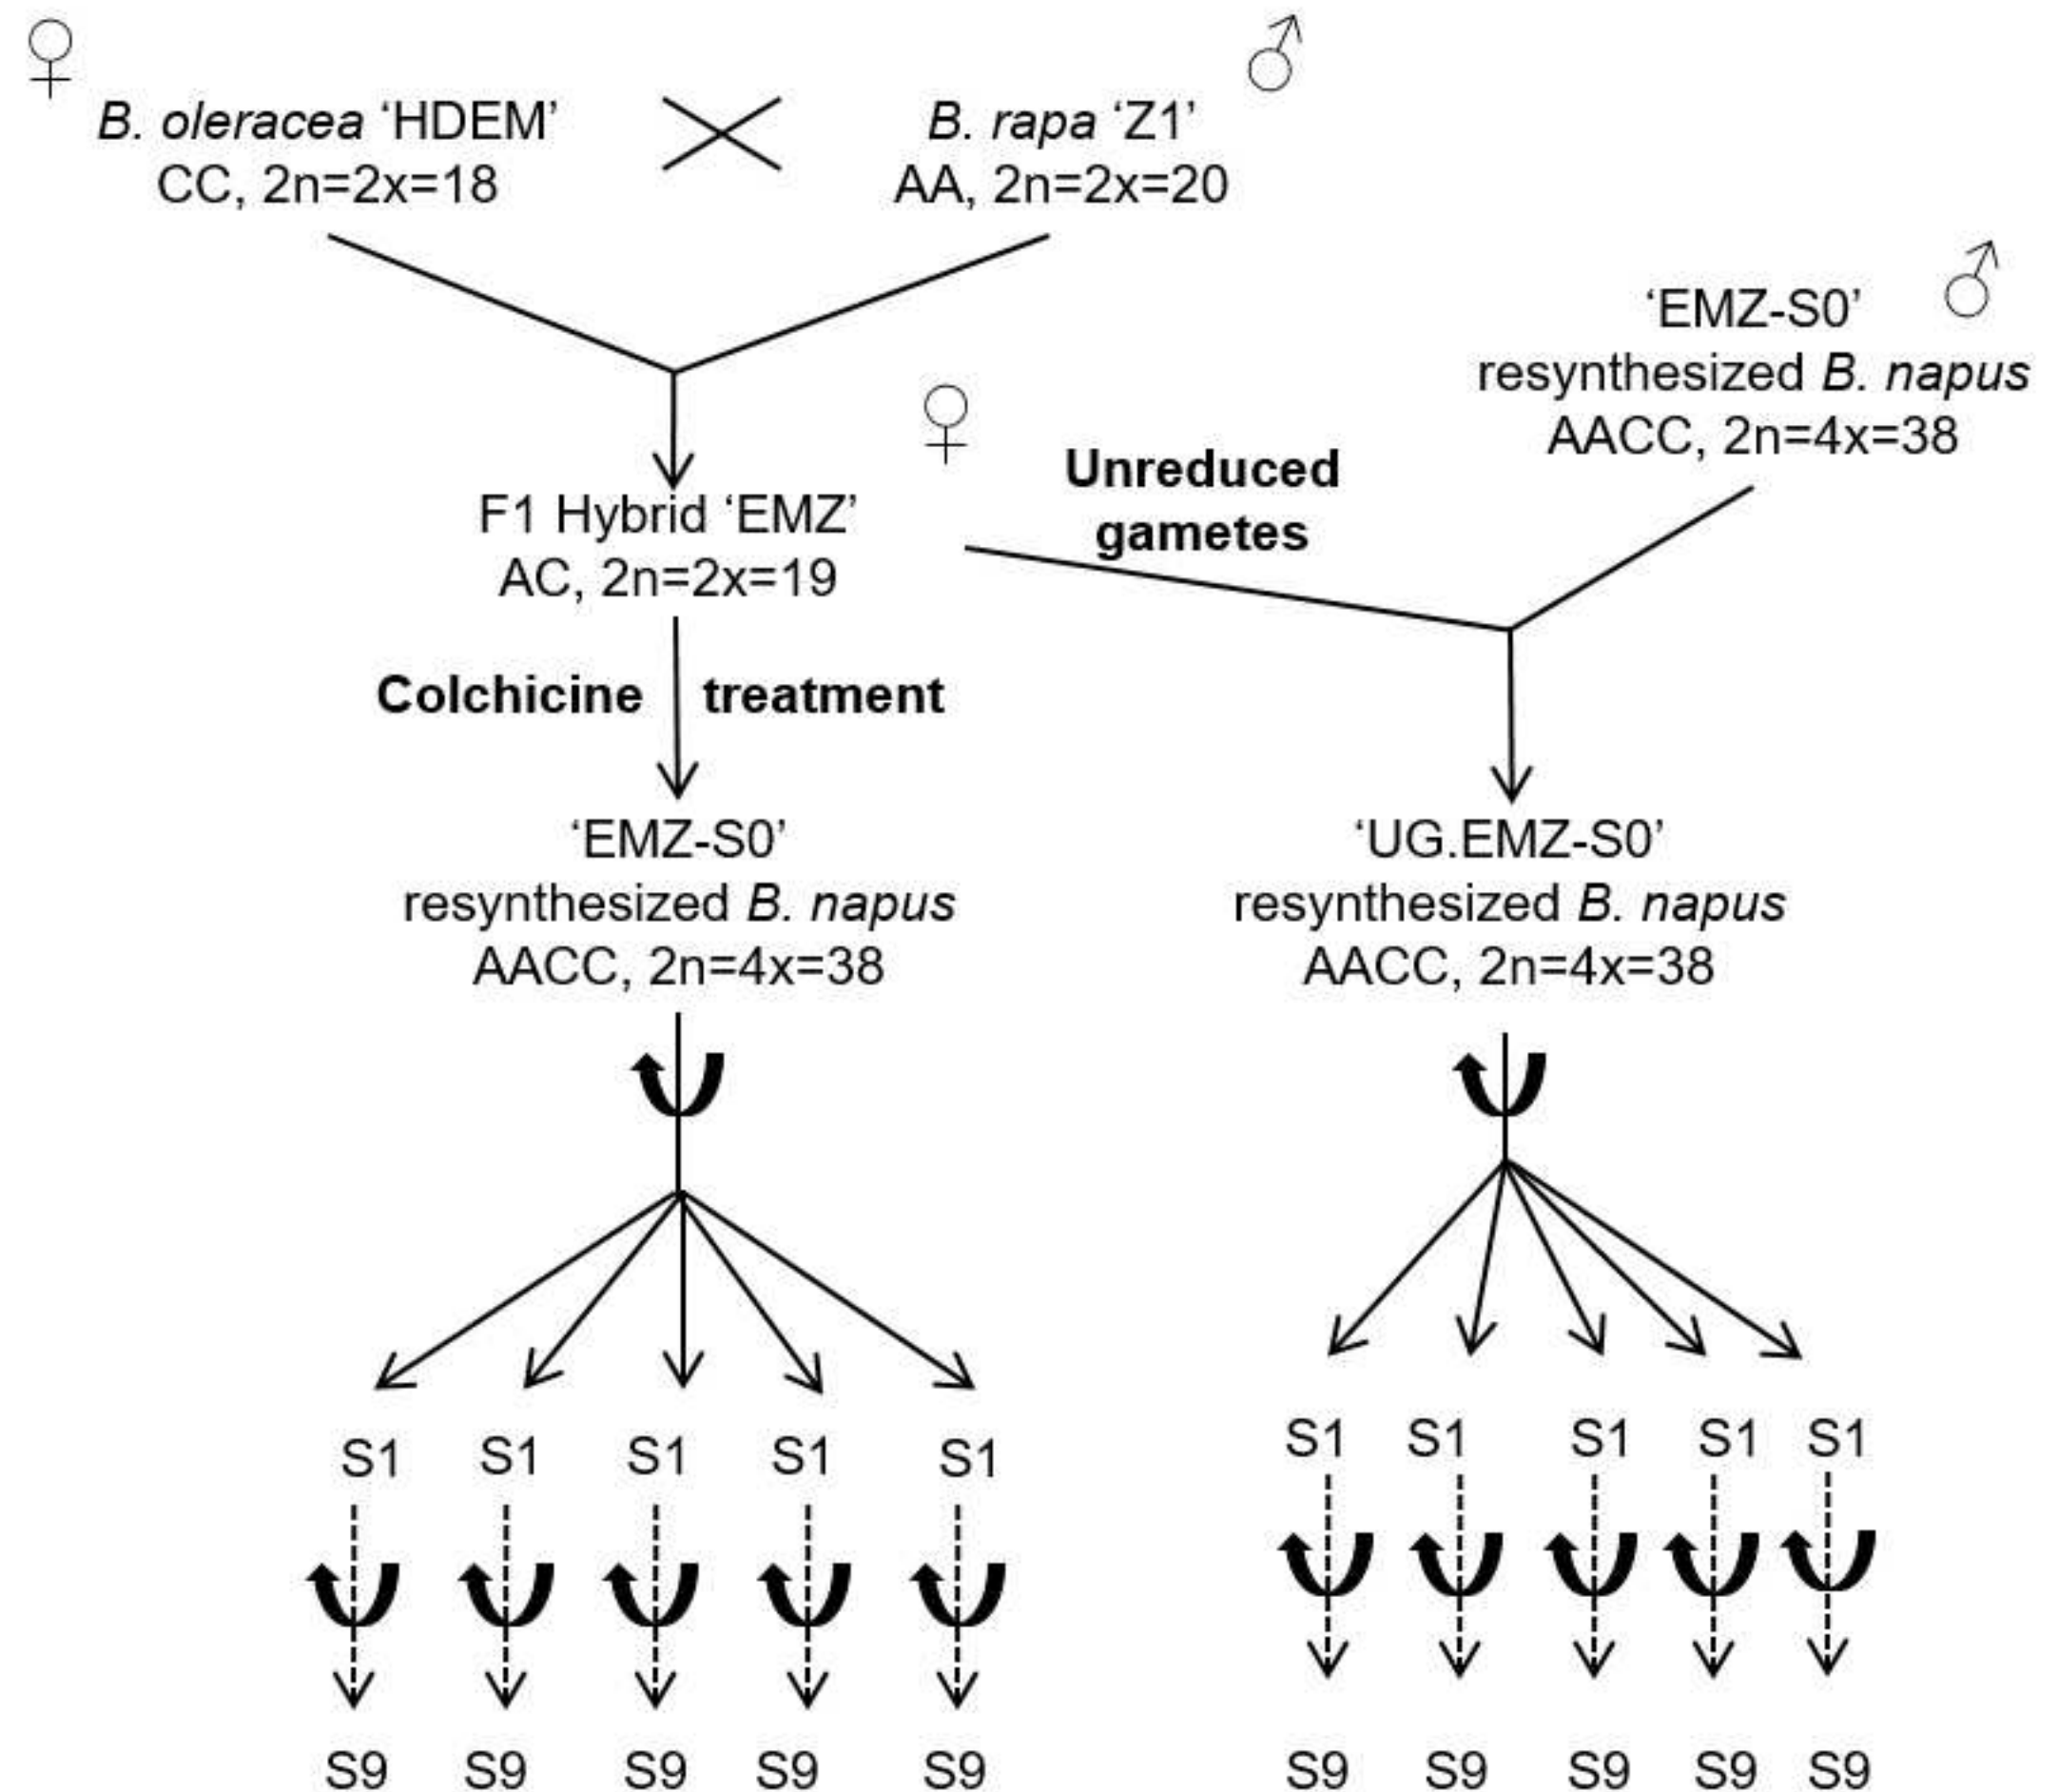 ♀
♂
B. oleracea ‘HDEM’
CC, 2n=2x=18
B. rapa ‘Z1’
AA, 2n=2x=20
♂
‘EMZ-S0’
resynthesized B. napus
AACC, 2n=4x=38
♀
Unreduced
gametes
F1 Hybrid ‘EMZ’
AC, 2n=2x=19
Colchicine treatment
‘EMZ-S0’
resynthesized B. napus
AACC, 2n=4x=38
‘UG.EMZ-S0’
resynthesized B. napus
AACC, 2n=4x=38
S1 S1 S1 S1 S1
S1 S1 S1 S1 S1
S9 S9 S9 S9 S9
S9 S9 S9 S9 S9